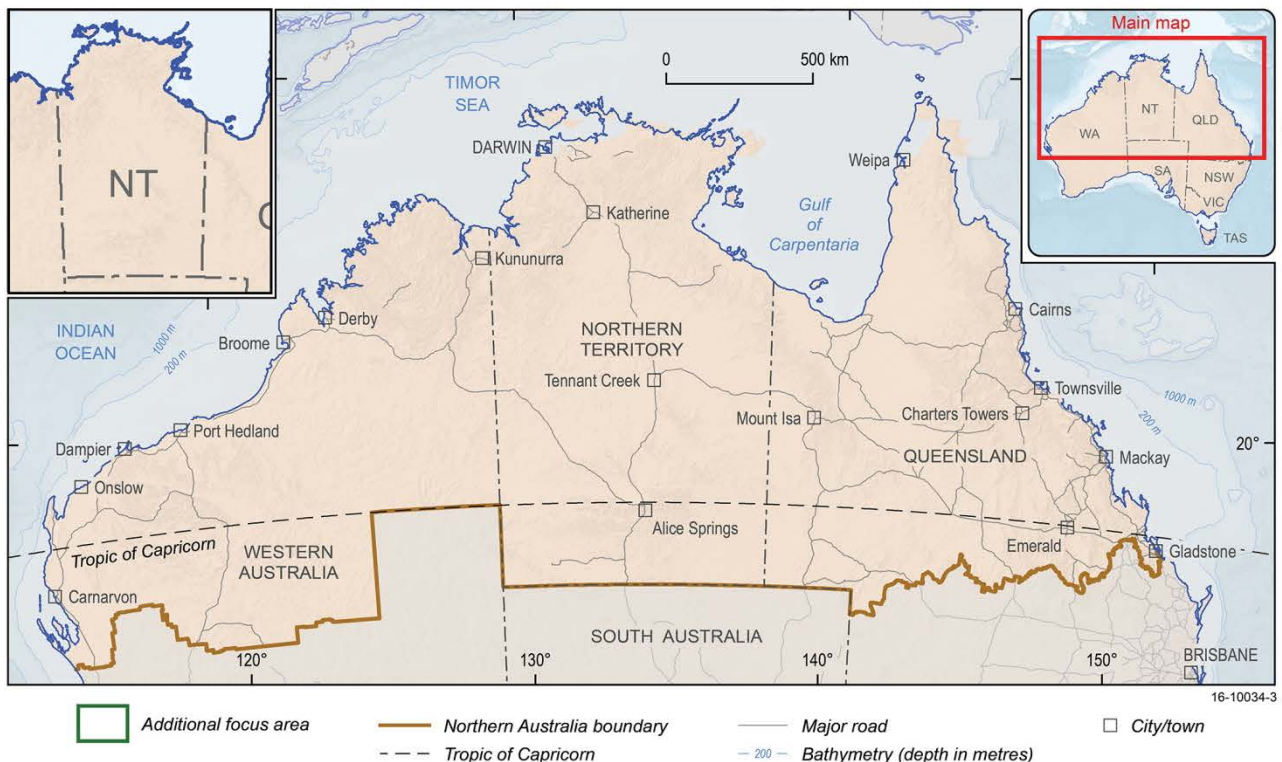 NT
TIMOR
SEA
0
500 km
Main map
WA
NT
QLD
SA
NSW
VIC
TAS
DARWIN
Weipa
Katherine
Gulf
of
Carpentaria
Kununurra
INDIAN
OCEAN
1000 m
200 m
Derby
Broome
NORTHERN
TERRITORY
Cairns
Tennant Creek
Townsville
1000 m
200 m
Mount Isa
Charters Towers
Port Hedland
Dampier
20°
QUEENSLAND
Mackay
Onslow
Alice Springs
Tropic of Capricorn
WESTERN
AUSTRALIA
Emerald
Gladstone
Carnarvon
SOUTH AUSTRALIA
120°
130°
140°
150°
BRISBANE
16-10034-3
Additional focus area
Northern Australia boundary
Major road
City/town
Tropic of Capricorn
200
Bathymetry (depth in metres)